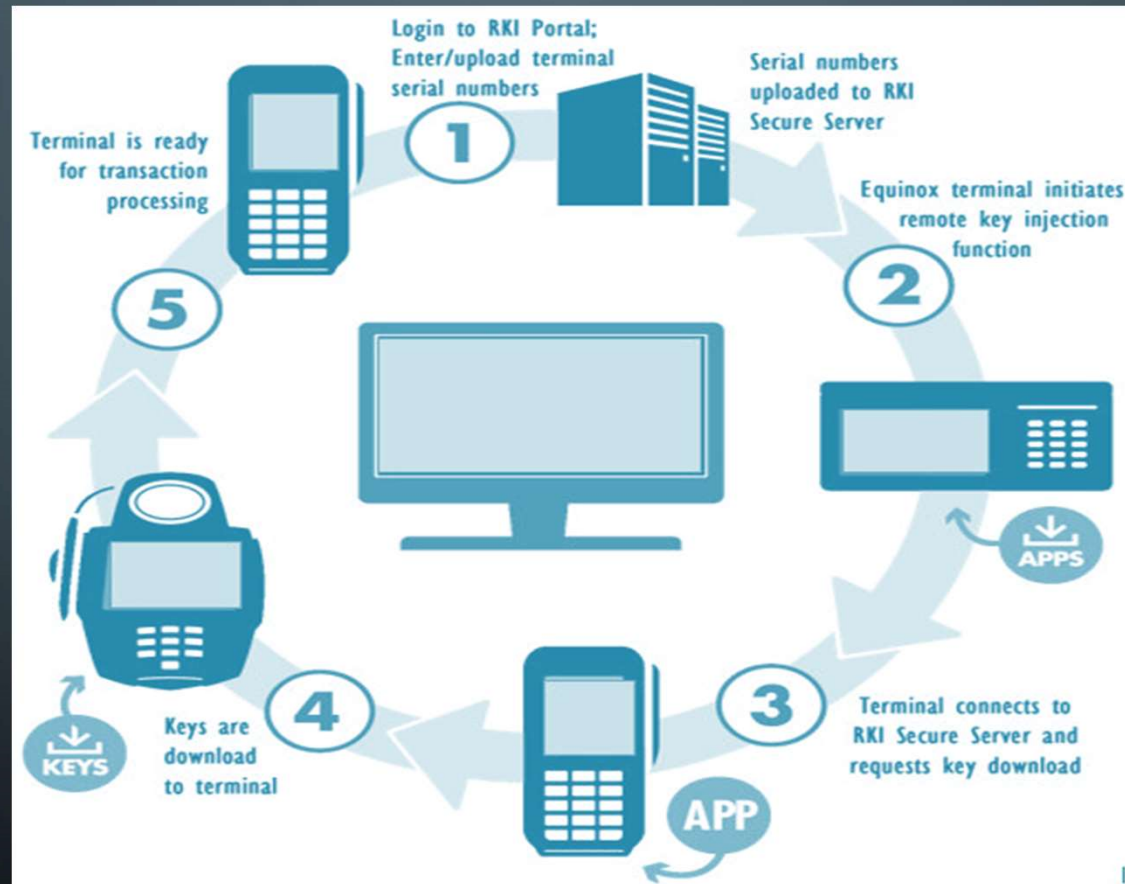 Login to RKI Portal;
Enter/upload terminal
serial numbers
1
Serial numbers
uploaded to RKI
Secure Server
Equinox terminal initiates
remote key injection
function
2
APPS
3
Terminal connects to
RKI Secure Server and
requests key download
APP
4
Keys are
download
to terminal
KEYS
5
Terminal is ready
for transaction
processing